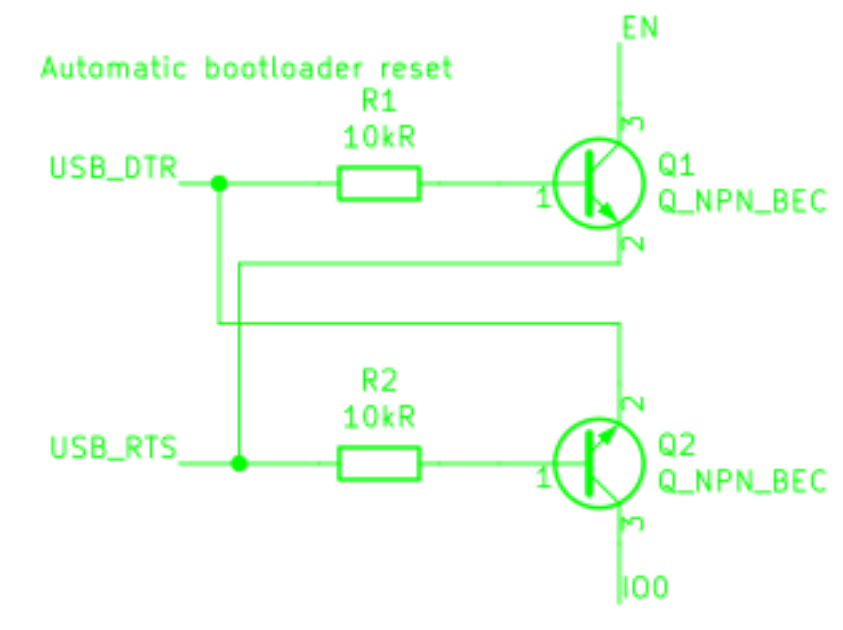 EN
Automatic bootloader reset
R1
10kR
USB_DTR
3
1
Q1
Q_NPN_BEC
2
R2
10kR
2
USB_RTS
1
Q2
Q_NPN_BEC
3
IO0